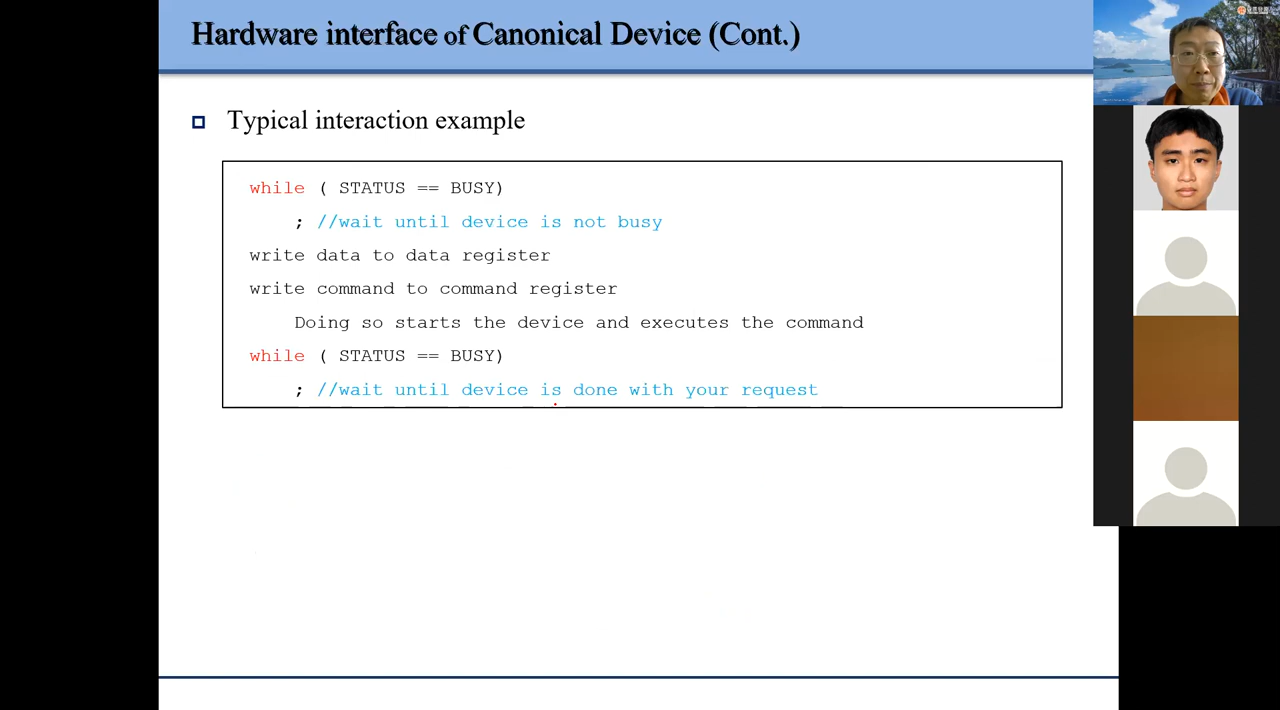 Hardware interface of Canonical Device (Cont.)
Typical interaction example
while ( STATUS == BUSY)
; //wait until device is not busy
write data to data register
write command to command register
Doing so starts the device and executes the command
while ( STATUS == BUSY)
; //wait until device is done with your request